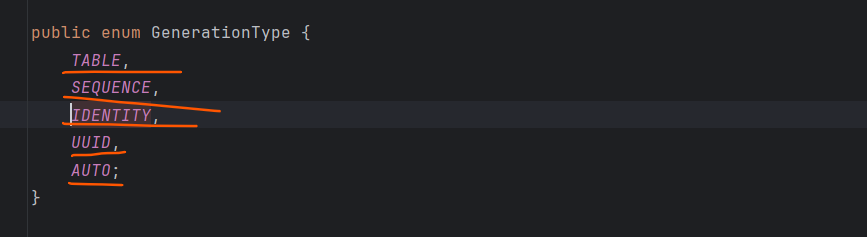 public enum GenerationType {
TABLE,
SEQUENCE,
IDENTITY,
UUID,
AUTO;
}